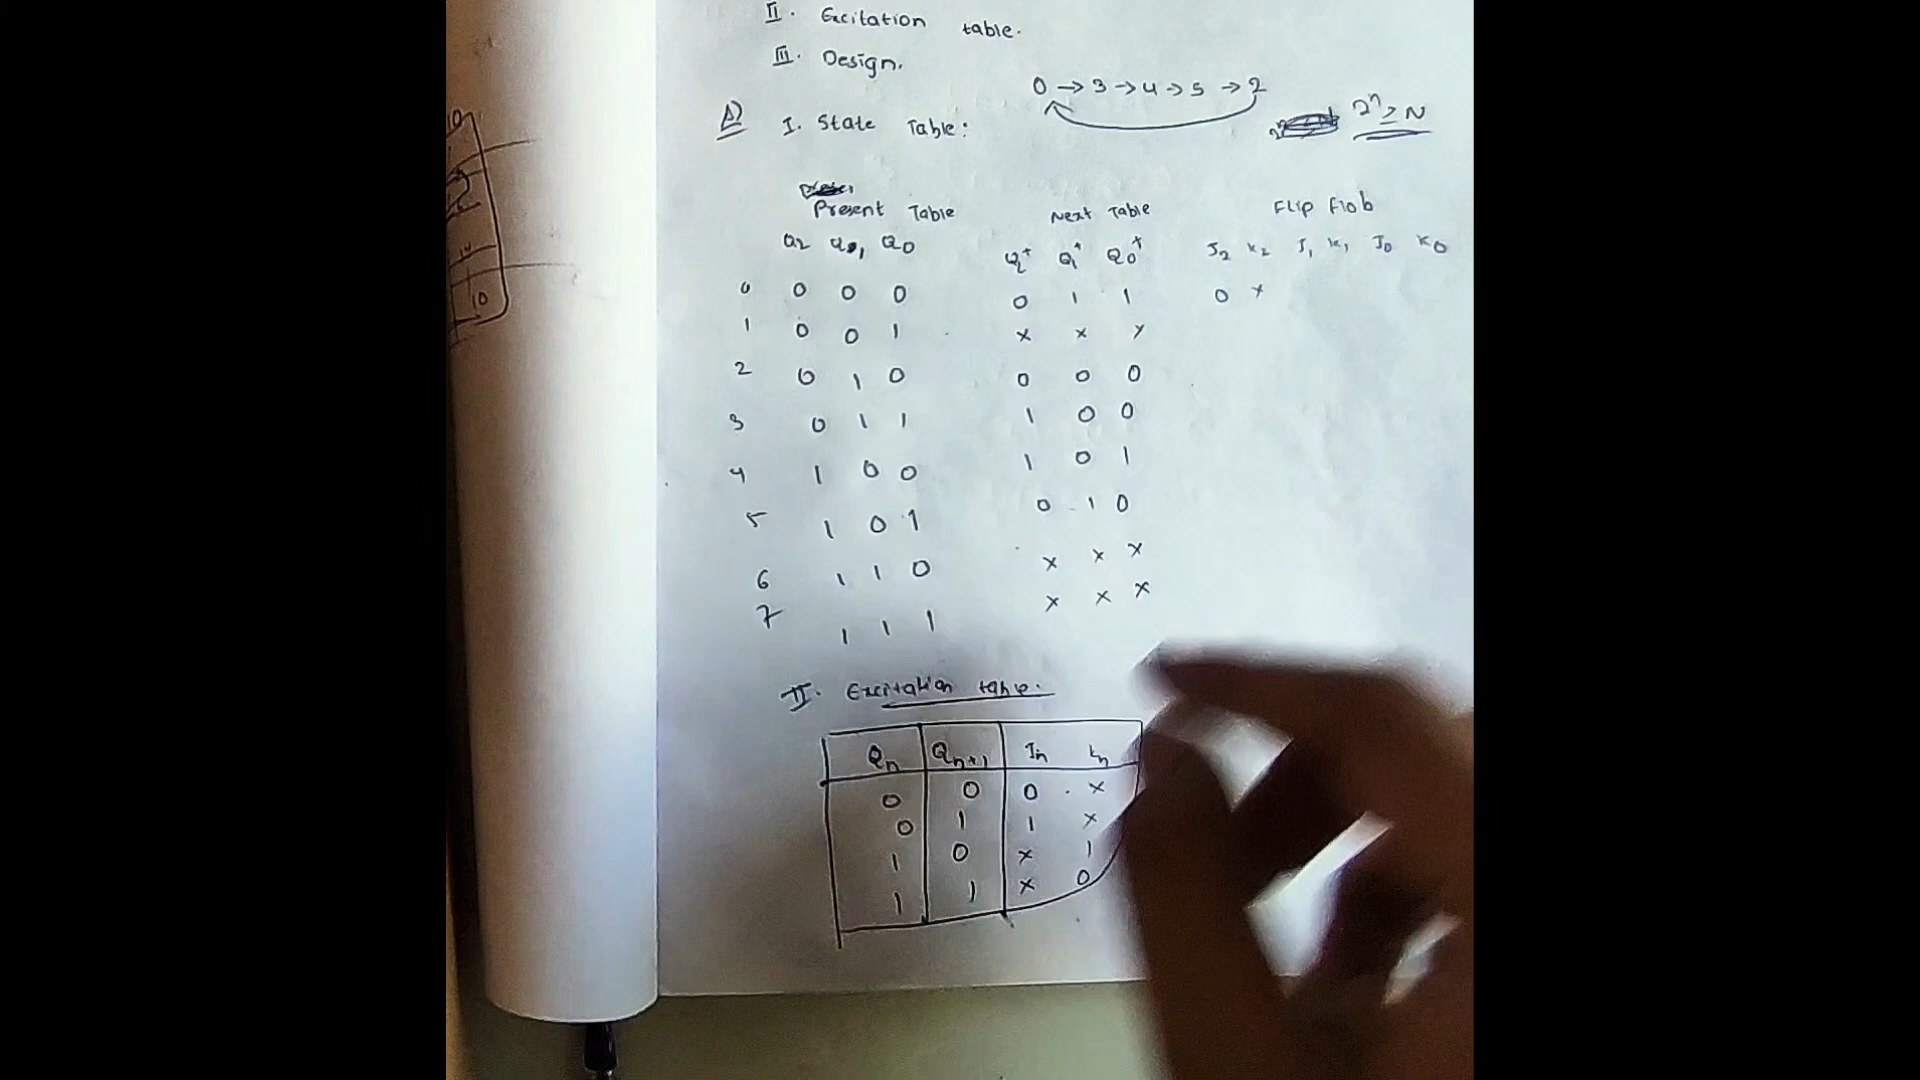 II. Excitation table.
III. Design.
0 → 3 → 4 → 5 → 2
A) I. State Table: 2ⁿ ≥ N
Present Table Next Table Flip flob
Q2 Q1 Q0 Q2⁺ Q1⁺ Q0⁺ J2 K2 J1 K1 J0 K0
0 0 0 0 0 1 1 0 x
1 0 0 1 x x x
2 0 1 0 0 0 0
3 0 1 1 1 0 0
4 1 0 0 1 0 1
5 1 0 1 0 1 0
6 1 1 0 x x x
7 1 1 1 x x x
II. Excitation table.
Qn Qn+1 Jn Kn
0 0 0 x
0 1 1 x
1 0 x 1
1 1 x 0
10
10